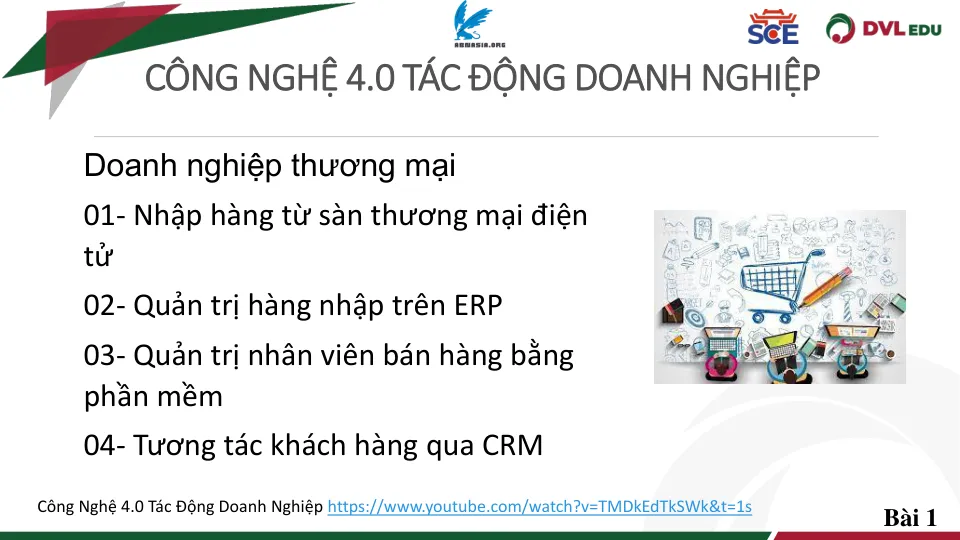 AHMASIA.ORG
SCE
DVL EDU
CÔNG NGHỆ 4.0 TÁC ĐỘNG DOANH NGHIỆP
Doanh nghiệp thương mại
01- Nhập hàng từ sàn thương mại điện
tử
02- Quản trị hàng nhập trên ERP
03- Quản trị nhân viên bán hàng bằng
phần mềm
04- Tương tác khách hàng qua CRM
Công Nghệ 4.0 Tác Động Doanh Nghiệp https://www.youtube.com/watch?v=TMDkEdTkSWk&t=1s
Bài 1